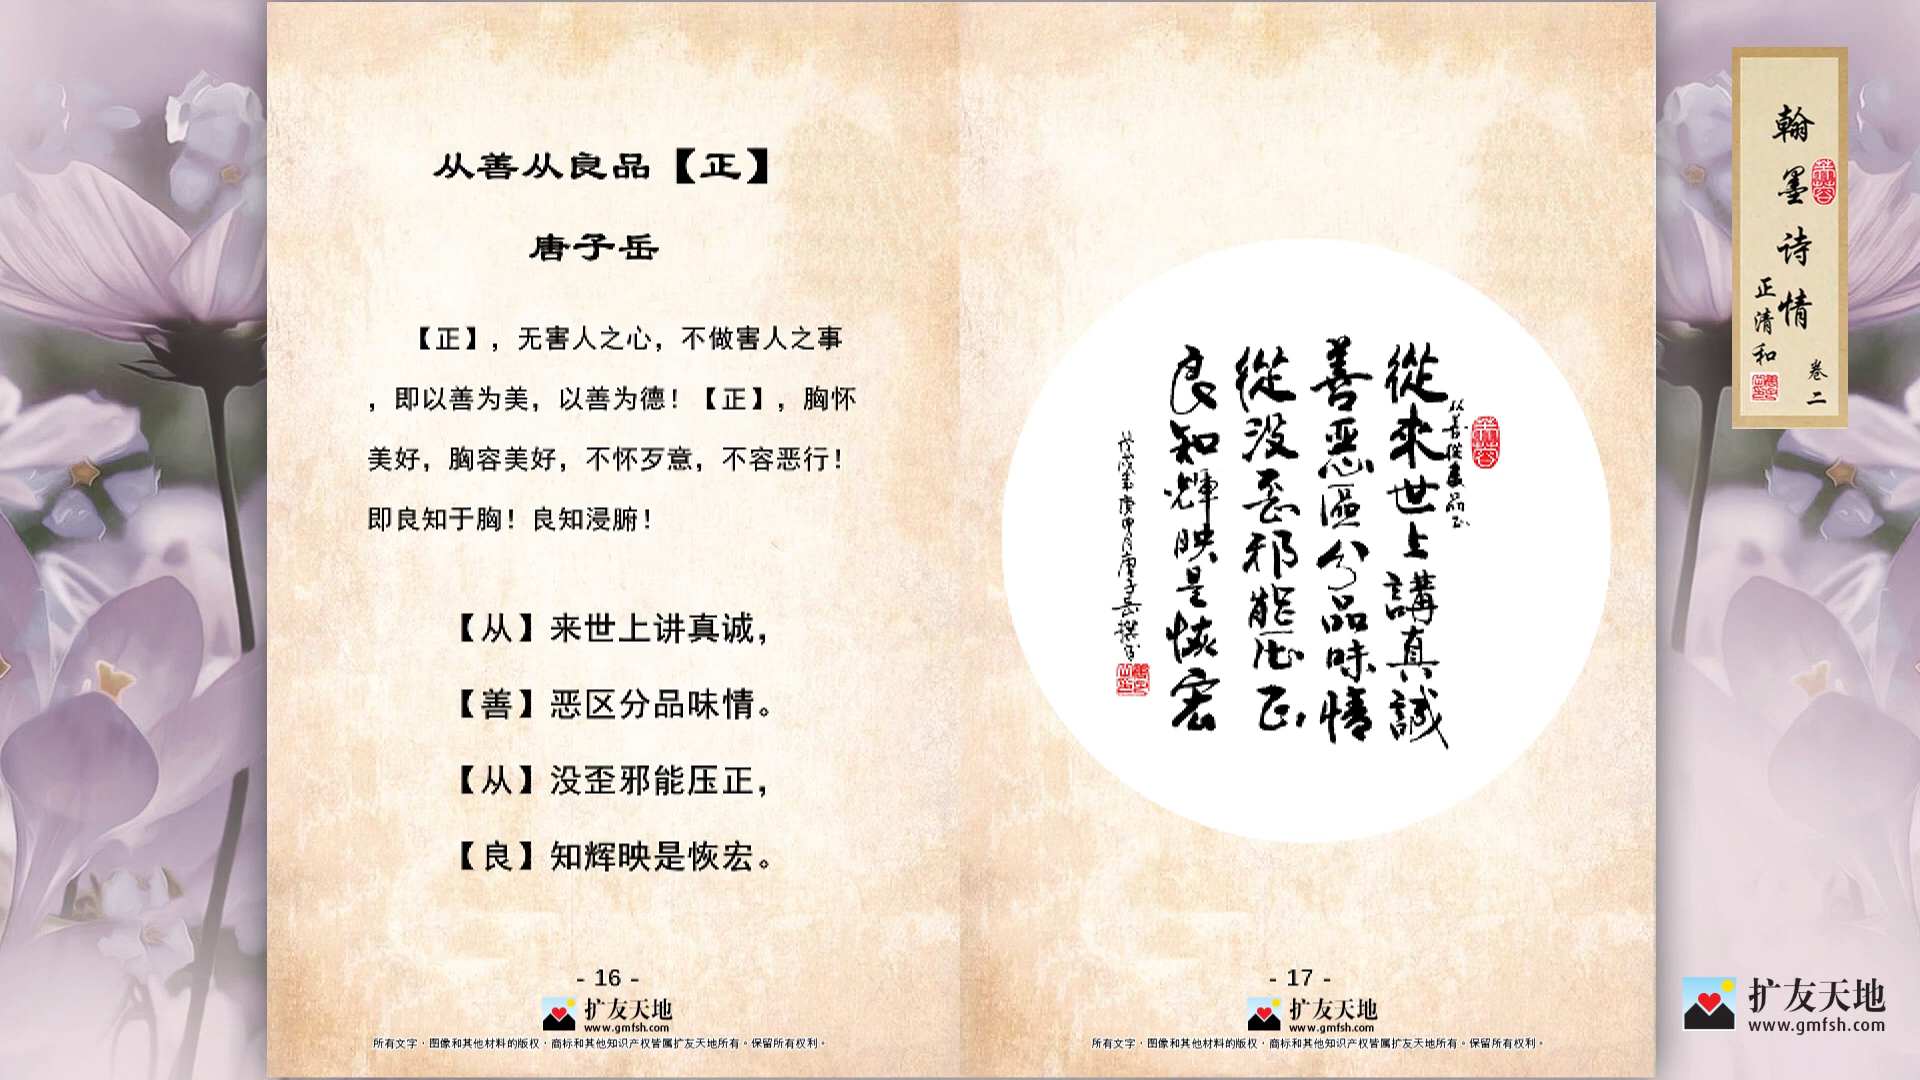 从善从良品【正】
唐子岳
【正】，无害人之心，不做害人之事
，即以善为美，以善为德！【正】，胸怀
美好，胸容美好，不怀歹意，不容恶行！
即良知于胸！良知浸腑！
【从】来世上讲真诚，
【善】恶区分品味情。
【从】没歪邪能压正，
【良】知辉映是恢宏。
- 16 -
扩友天地
www.gmfsh.com
所有文字·图像和其他材料的版权·商标和其他知识产权皆属扩友天地所有。保留所有权利。
從來世上講真誠
善惡區分品味情
從没歪邪能压正
良知輝映是恢宏
- 17 -
扩友天地
www.gmfsh.com
所有文字·图像和其他材料的版权·商标和其他知识产权皆属扩友天地所有。保留所有权利。
翰墨诗情
正清和
卷二
扩友天地
www.gmfsh.com